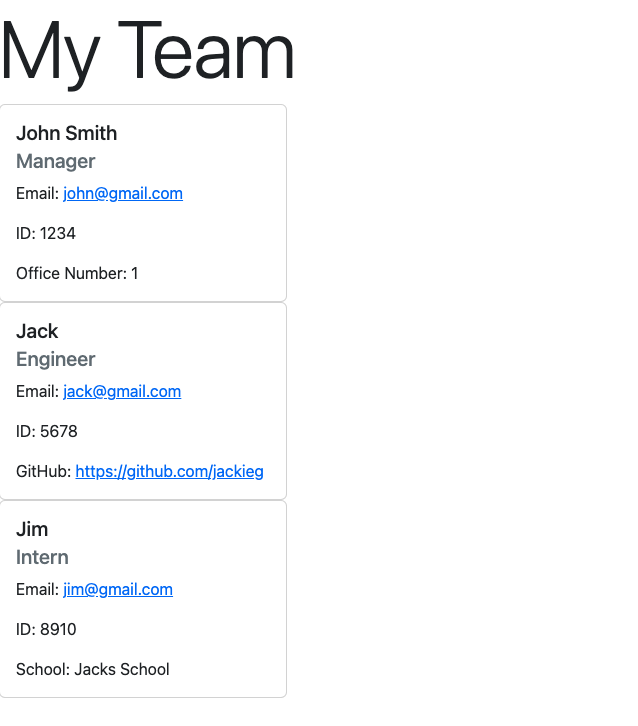 My Team
John Smith
Manager
Email: john@gmail.com
ID: 1234
Office Number: 1
Jack
Engineer
Email: jack@gmail.com
ID: 5678
GitHub: https://github.com/jackieg
Jim
Intern
Email: jim@gmail.com
ID: 8910
School: Jacks School